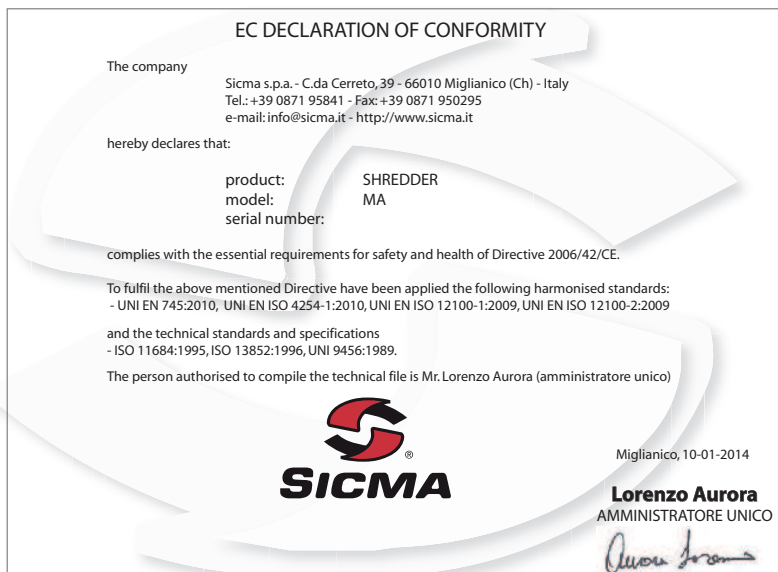 EC DECLARATION OF CONFORMITY
The company
Sicma s.p.a. - C.da Cerreto, 39 - 66010 Miglianico (Ch) - Italy
Tel.: +39 0871 95841 - Fax: +39 0871 950295
e-mail: info@sicma.it - http://www.sicma.it
hereby declares that:
product: SHREDDER
model: MA
serial number:
complies with the essential requirements for safety and health of Directive 2006/42/CE.
To fulfil the above mentioned Directive have been applied the following harmonised standards:
- UNI EN 745:2010, UNI EN ISO 4254-1:2010, UNI EN ISO 12100-1:2009, UNI EN ISO 12100-2:2009
and the technical standards and specifications
- ISO 11684:1995, ISO 13852:1996, UNI 9456:1989.
The person authorised to compile the technical file is Mr. Lorenzo Aurora (amministratore unico)
®
SICMA
Miglianico, 10-01-2014
Lorenzo Aurora
AMMINISTRATORE UNICO